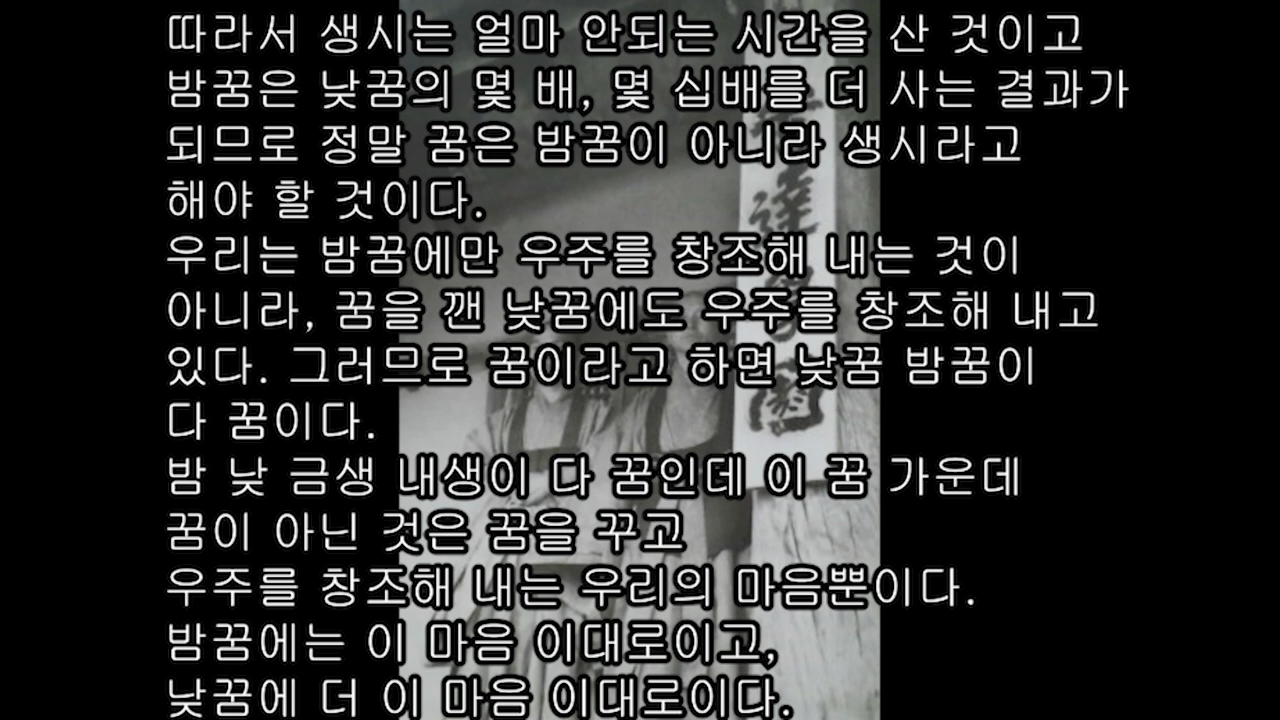 따라서 생시는 얼마 안되는 시간을 산 것이고
밤꿈은 낮꿈의 몇 배, 몇 십배를 더 사는 결과가
되므로 정말 꿈은 밤꿈이 아니라 생시라고
해야 할 것이다.
우리는 밤꿈에만 우주를 창조해 내는 것이
아니라, 꿈을 깬 낮꿈에도 우주를 창조해 내고
있다. 그러므로 꿈이라고 하면 낮꿈 밤꿈이
다 꿈이다.
밤 낮 금생 내생이 다 꿈인데 이 꿈 가운데
꿈이 아닌 것은 꿈을 꾸고
우주를 창조해 내는 우리의 마음뿐이다.
밤꿈에는 이 마음 이대로이고,
낮꿈에 더 이 마음 이대로이다.
達